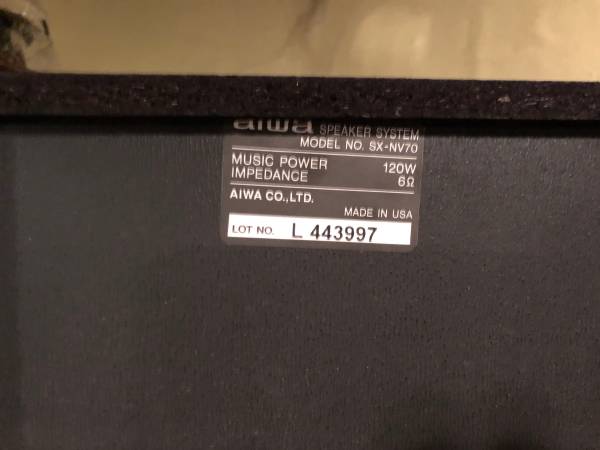 aiwa SPEAKER SYSTEM
MODEL NO. SX-NV70
MUSIC POWER 120W
IMPEDANCE 6Ω
AIWA CO.,LTD.
MADE IN USA
LOT NO. L 443997